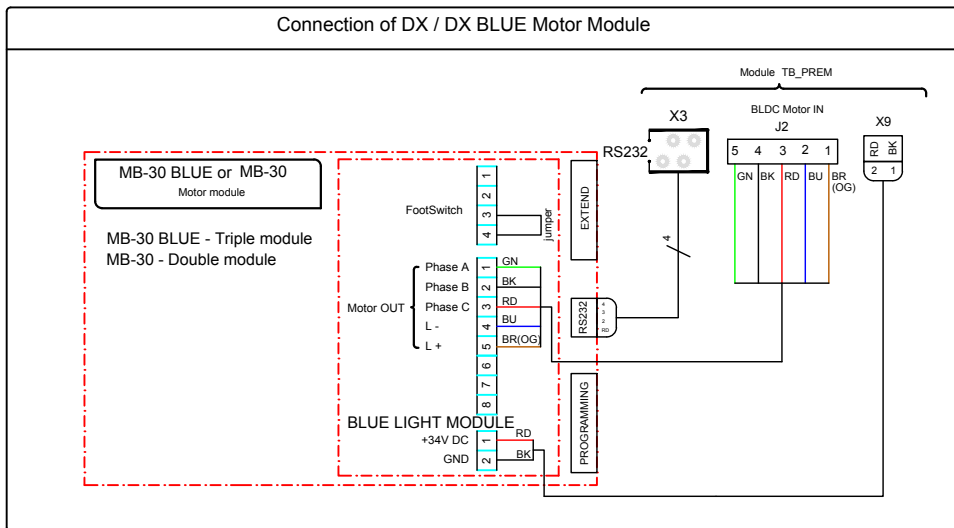 Connection of DX / DX BLUE Motor Module
Module TB_PREM
BLDC Motor IN
X3
J2
X9
RS232
5 4 3 2 1
RD BK
2 1
GN BK RD BU BR
(OG)
MB-30 BLUE or MB-30
Motor module
MB-30 BLUE - Triple module
MB-30 - Double module
FootSwitch
1
2
3
4
jumper
EXTEND
4
Motor OUT
Phase A 1 GN
Phase B 2 BK
Phase C 3 RD
L - 4 BU
L + 5 BR(OG)
6
7
8
RS232
4
3
2
RD
PROGRAMMING
BLUE LIGHT MODULE
+34V DC 1 RD
GND 2 BK